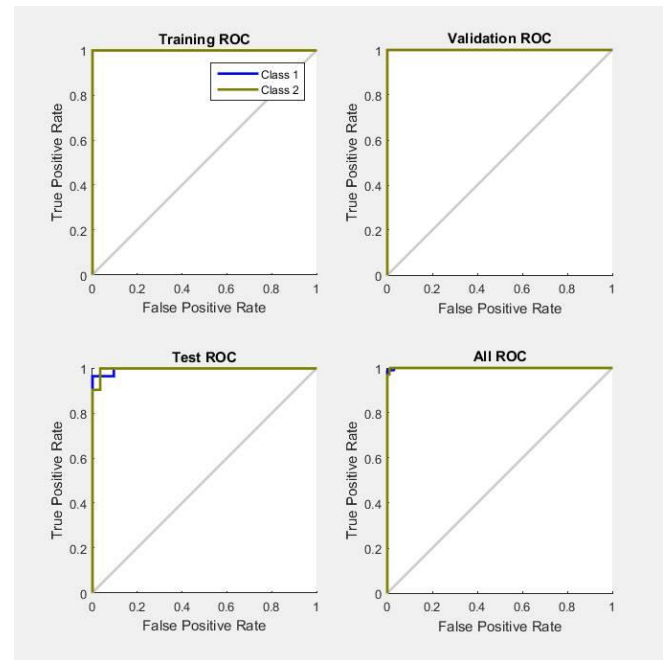 Training ROC
1
0.8
0.6
0.4
0.2
0
True Positive Rate
Class 1
Class 2
0 0.2 0.4 0.6 0.8 1
False Positive Rate
Validation ROC
1
0.8
0.6
0.4
0.2
0
True Positive Rate
0 0.2 0.4 0.6 0.8 1
False Positive Rate
Test ROC
1
0.8
0.6
0.4
0.2
0
True Positive Rate
0 0.2 0.4 0.6 0.8 1
False Positive Rate
All ROC
1
0.8
0.6
0.4
0.2
0
True Positive Rate
0 0.2 0.4 0.6 0.8 1
False Positive Rate